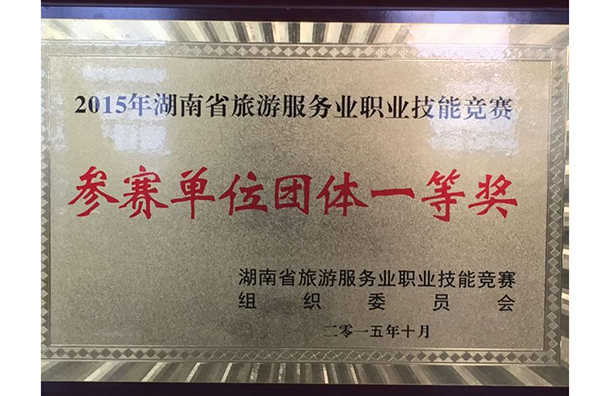 2015年湖南省旅游服务业职业技能竞赛
参赛单位团体一等奖
湖南省旅游服务业职业技能竞赛
组织委员会
二零一五年十月